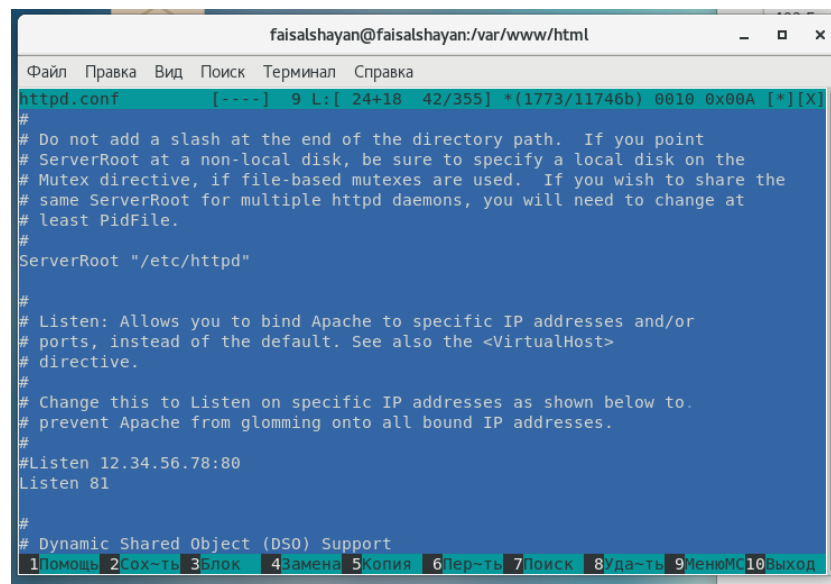 faisalshayan@faisalshayan:/var/www/html
Файл Правка Вид Поиск Терминал Справка
httpd.conf [----] 9 L:[ 24+18 42/355] *(1773/11746b) 0010 0x00A [*][X]
#
# Do not add a slash at the end of the directory path. If you point
# ServerRoot at a non-local disk, be sure to specify a local disk on the
# Mutex directive, if file-based mutexes are used. If you wish to share the
# same ServerRoot for multiple httpd daemons, you will need to change at
# least PidFile.
#
ServerRoot "/etc/httpd"
#
# Listen: Allows you to bind Apache to specific IP addresses and/or
# ports, instead of the default. See also the <VirtualHost>
# directive.
#
# Change this to Listen on specific IP addresses as shown below to.
# prevent Apache from glomming onto all bound IP addresses.
#
#Listen 12.34.56.78:80
Listen 81
#
# Dynamic Shared Object (DSO) Support
1Помощь 2Сох~ть 3Блок 4Замена 5Копия 6Пер~ть 7Поиск 8Уда~ть 9МенюMC 10Выход